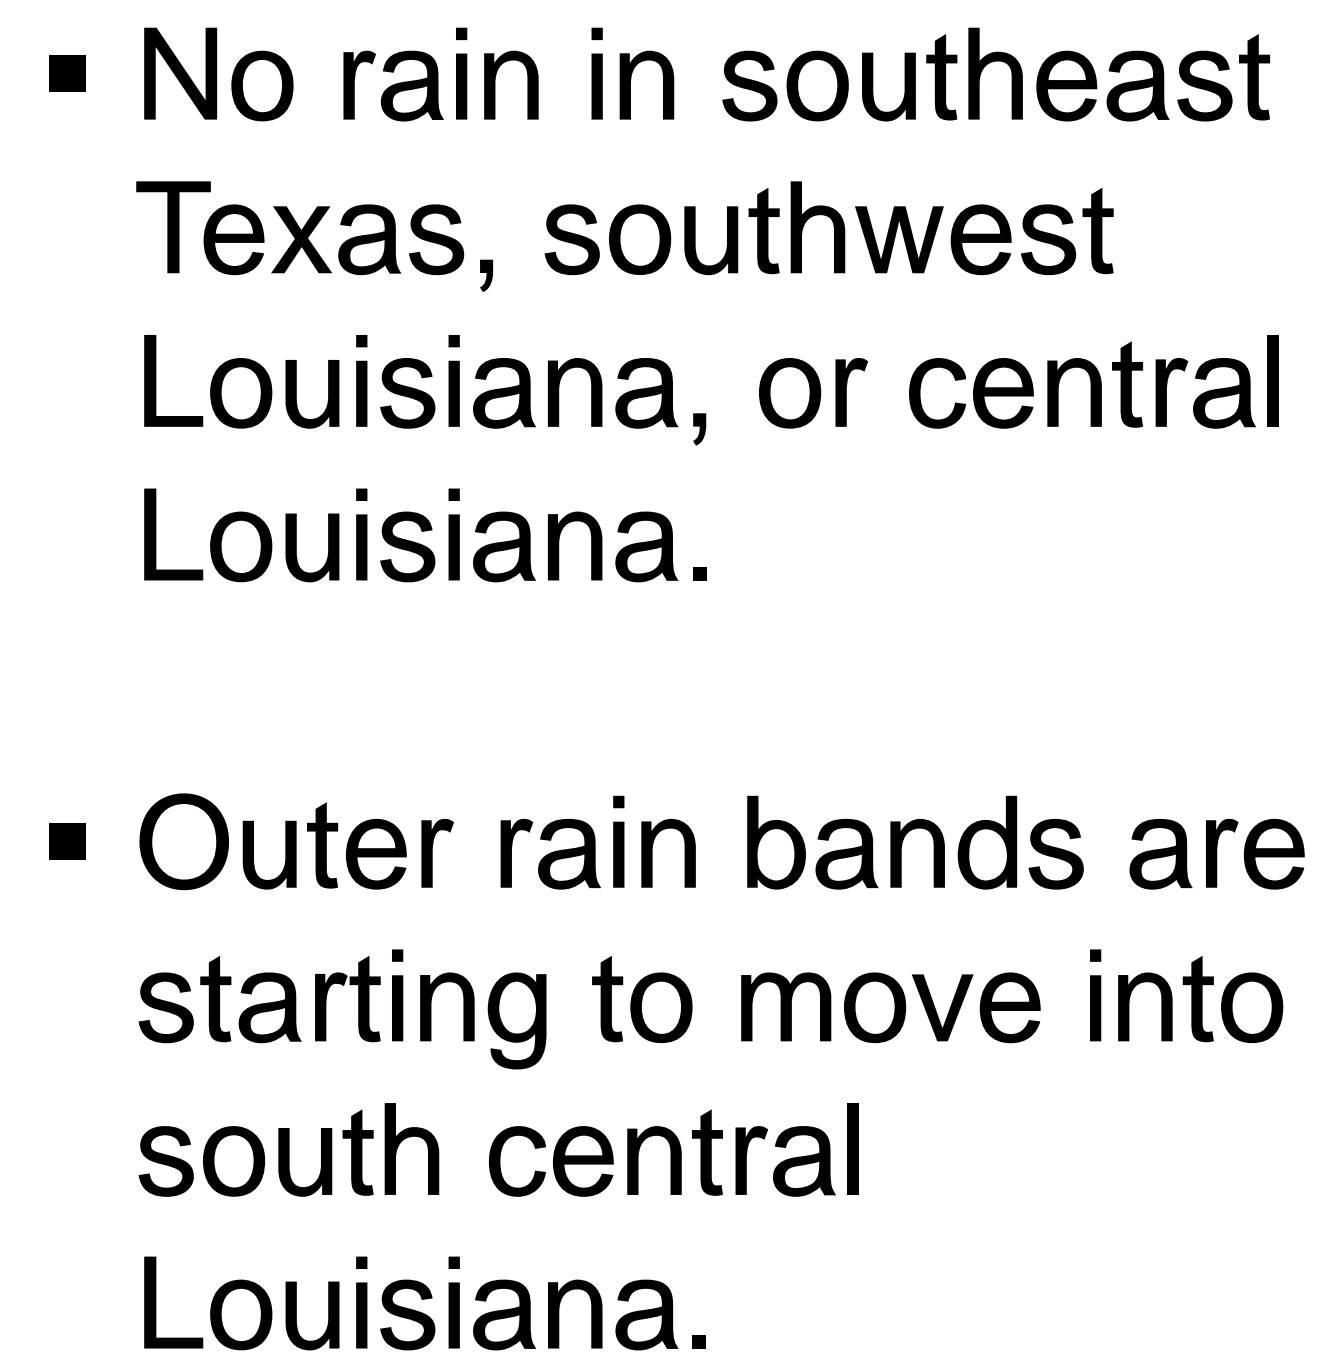 ▪ No rain in southeast
Texas, southwest
Louisiana, or central
Louisiana.
▪ Outer rain bands are
starting to move into
south central
Louisiana.